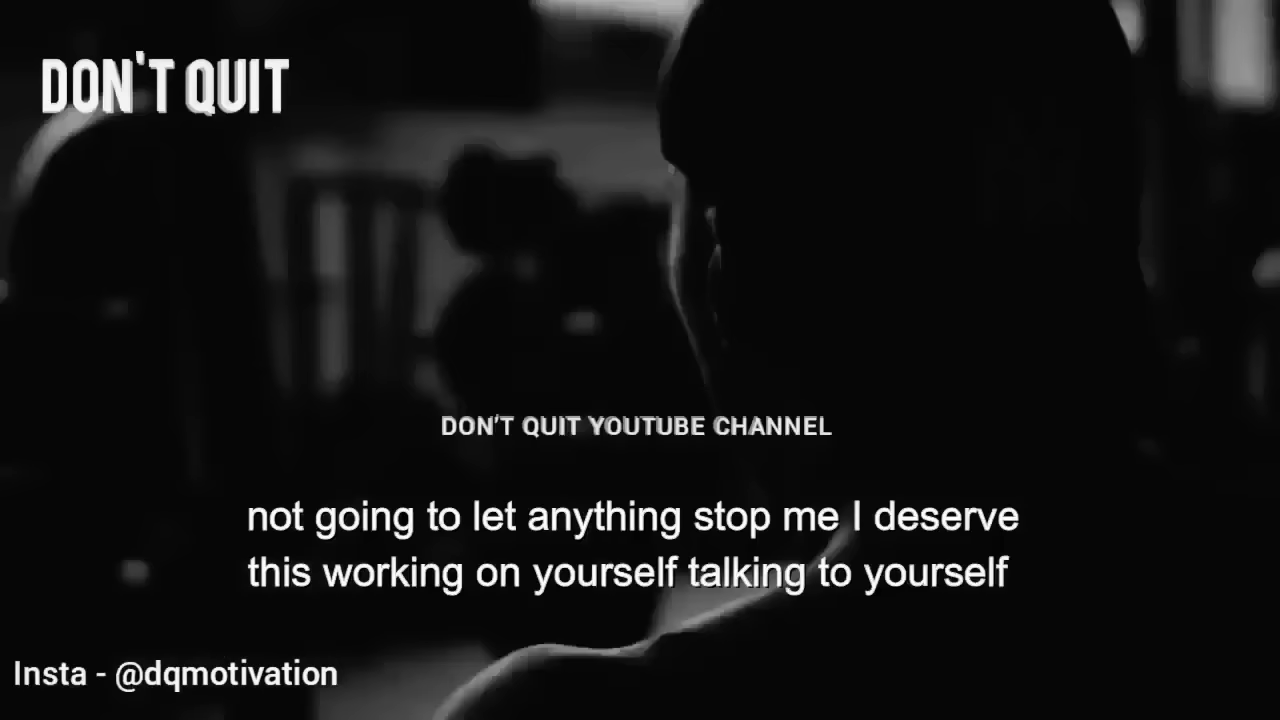 DON'T QUIT
DON'T QUIT YOUTUBE CHANNEL
not going to let anything stop me I deserve
this working on yourself talking to yourself
Insta - @dqmotivation